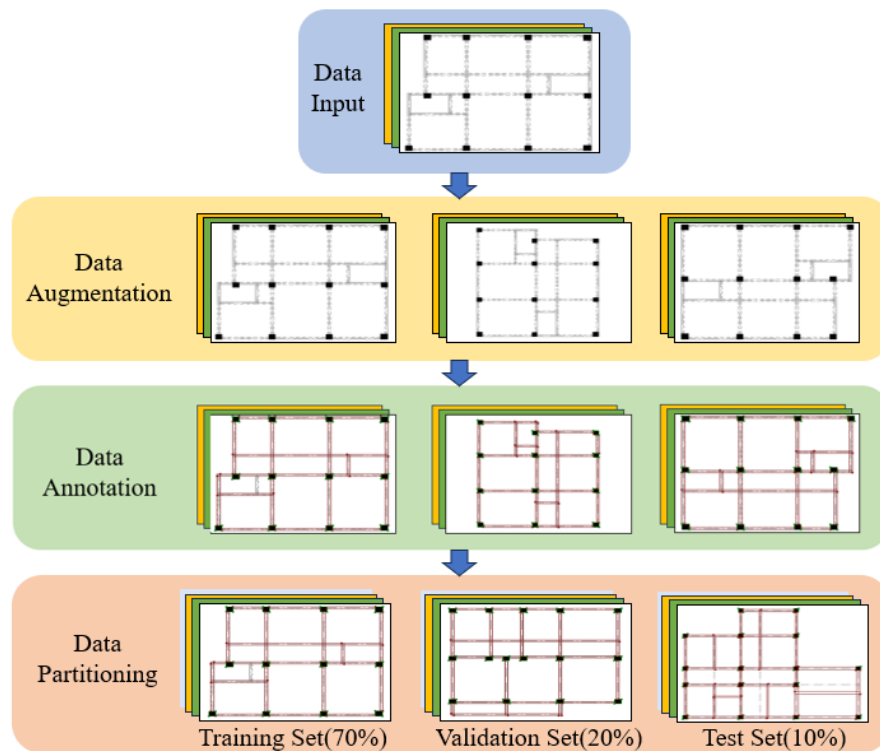 Data
Input
Data
Augmentation
Data
Annotation
Data
Partitioning
Training Set(70%)
Validation Set(20%)
Test Set(10%)